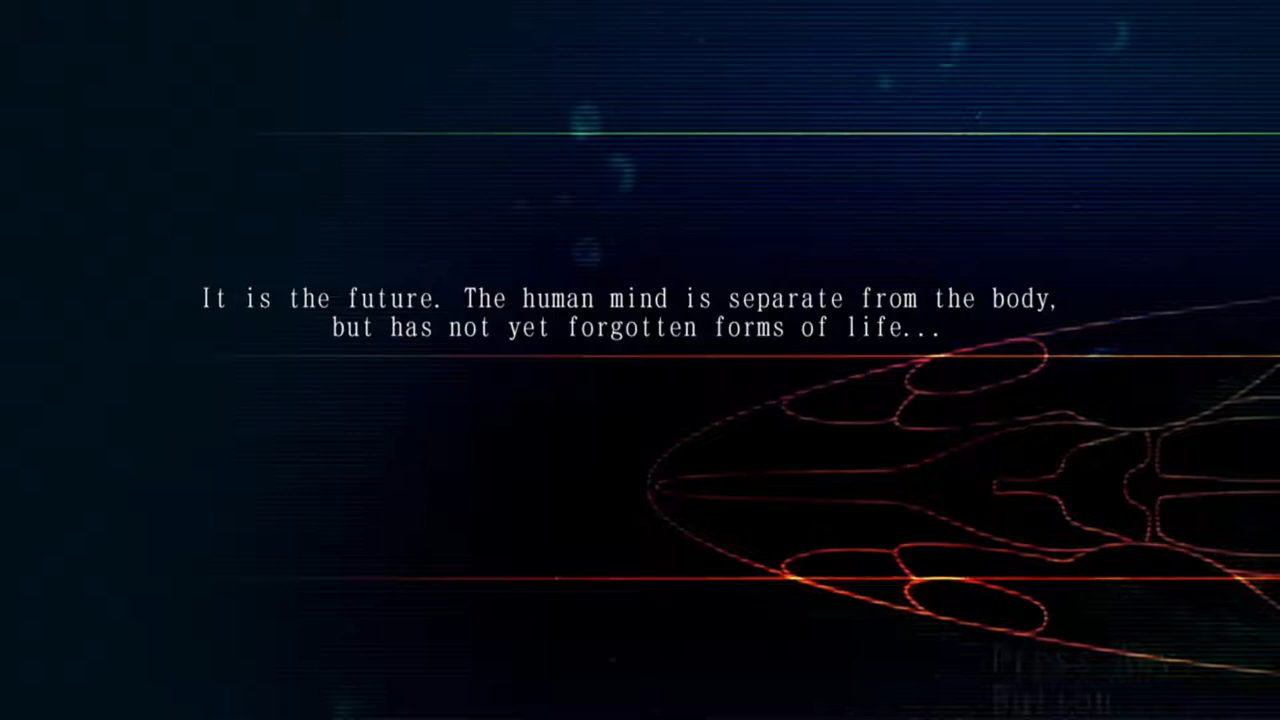 It is the future. The human mind is separate from the body,
but has not yet forgotten forms of life...